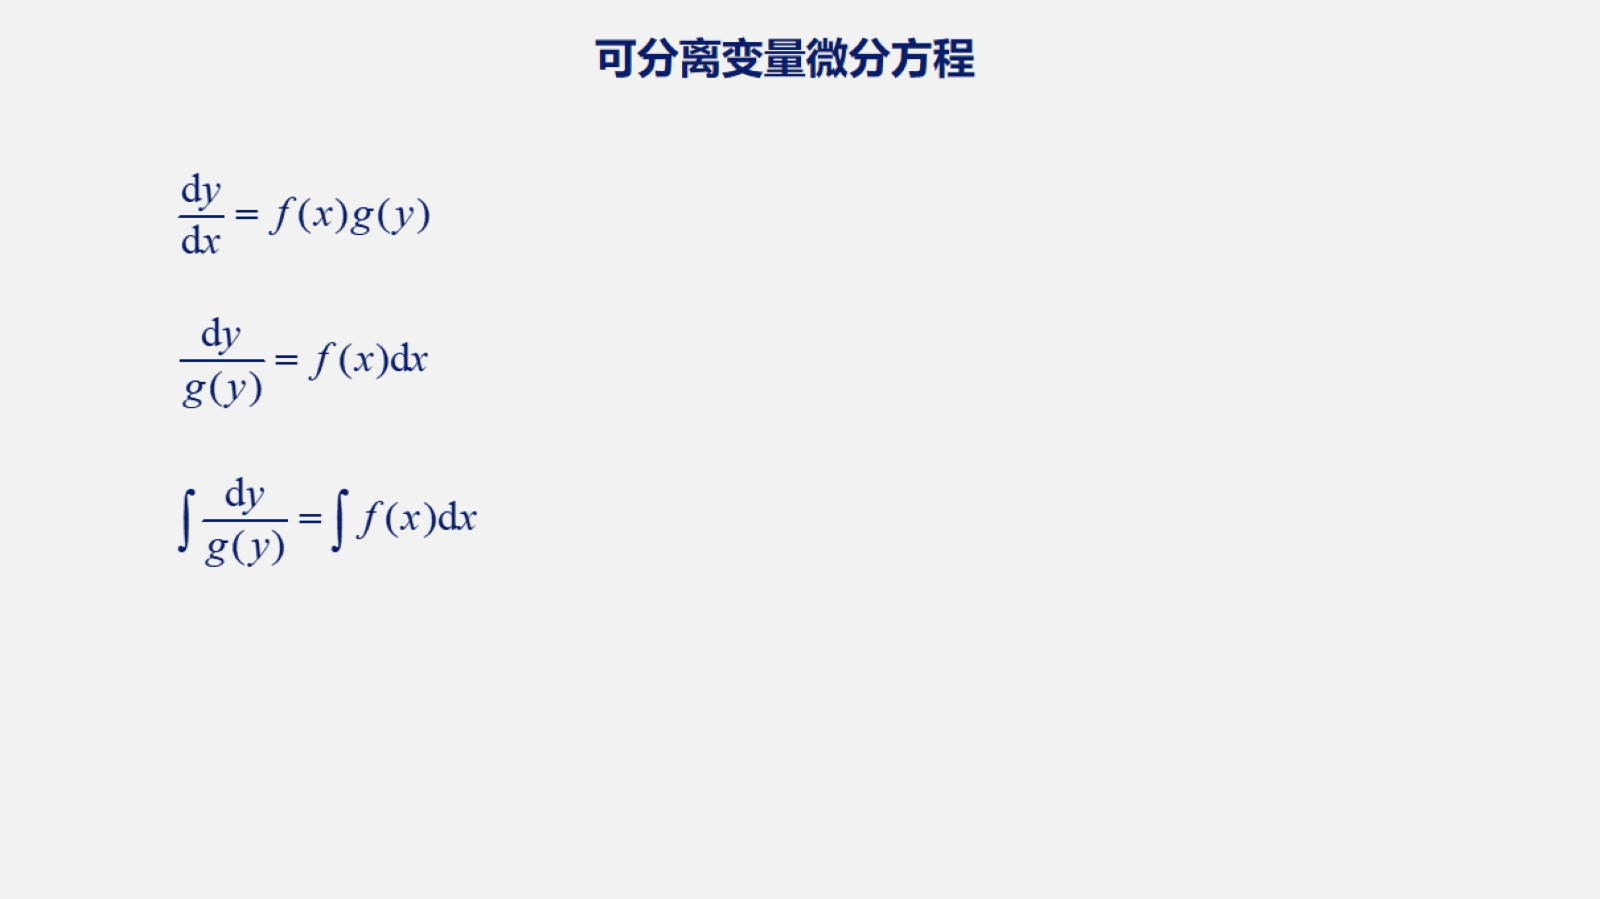 可分离变量微分方程
dy/dx = f(x)g(y)
dy/g(y) = f(x)dx
∫ dy/g(y) = ∫ f(x)dx